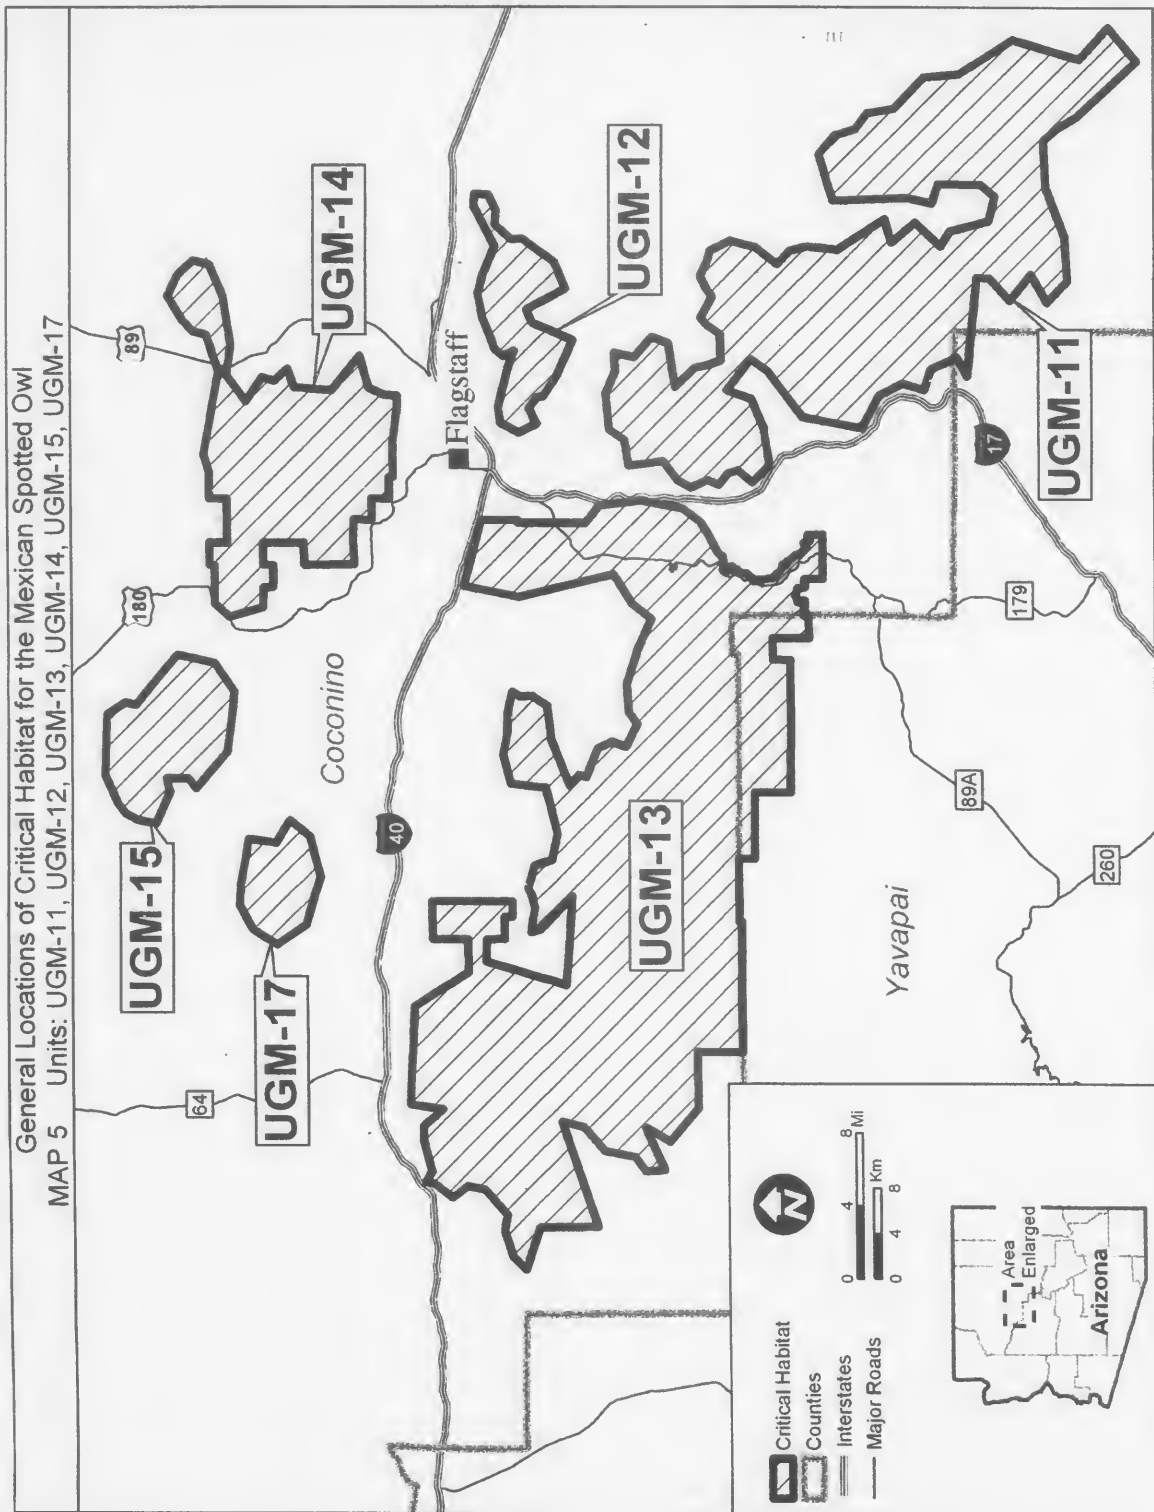 General Locations of Critical Habitat for the Mexican Spotted Owl
MAP 5 Units: UGM-11, UGM-12, UGM-13, UGM-14, UGM-15, UGM-17
89
180
UGM-15
UGM-14
64
UGM-17
Coconino
40
Flagstaff
UGM-12
UGM-13
UGM-11
17
179
89A
Yavapai
260
Critical Habitat
Counties
Interstates
Major Roads
N
0 4 8 Mi
Km
0 4 8
Area
Enlarged
Arizona